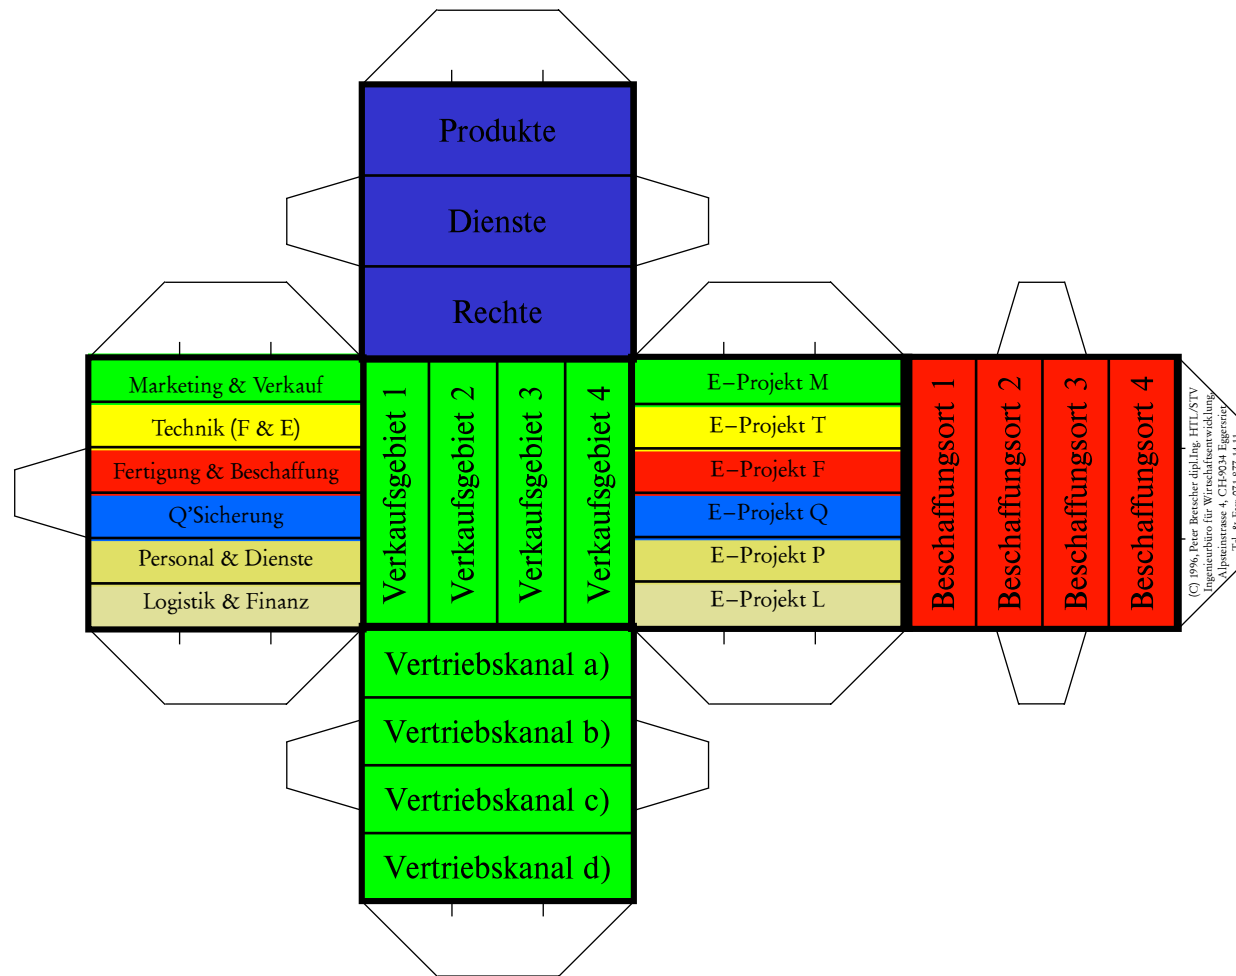 Produkte
Dienste
Rechte
Marketing & Verkauf
Technik (F & E)
Fertigung & Beschaffung
Q'Sicherung
Personal & Dienste
Logistik & Finanz
Verkaufsgebiet 1
Verkaufsgebiet 2
Verkaufsgebiet 3
Verkaufsgebiet 4
E–Projekt M
E–Projekt T
E–Projekt F
E–Projekt Q
E–Projekt P
E–Projekt L
Beschaffungsort 1
Beschaffungsort 2
Beschaffungsort 3
Beschaffungsort 4
(C) 1996, Peter Bretscher dipl.Ing. HTL/STV
Ingenieurbüro für Wirtschaftsentwicklung,
Alpsteinstrasse 4, CH-9034 Eggersriet
Vertriebskanal a)
Vertriebskanal b)
Vertriebskanal c)
Vertriebskanal d)